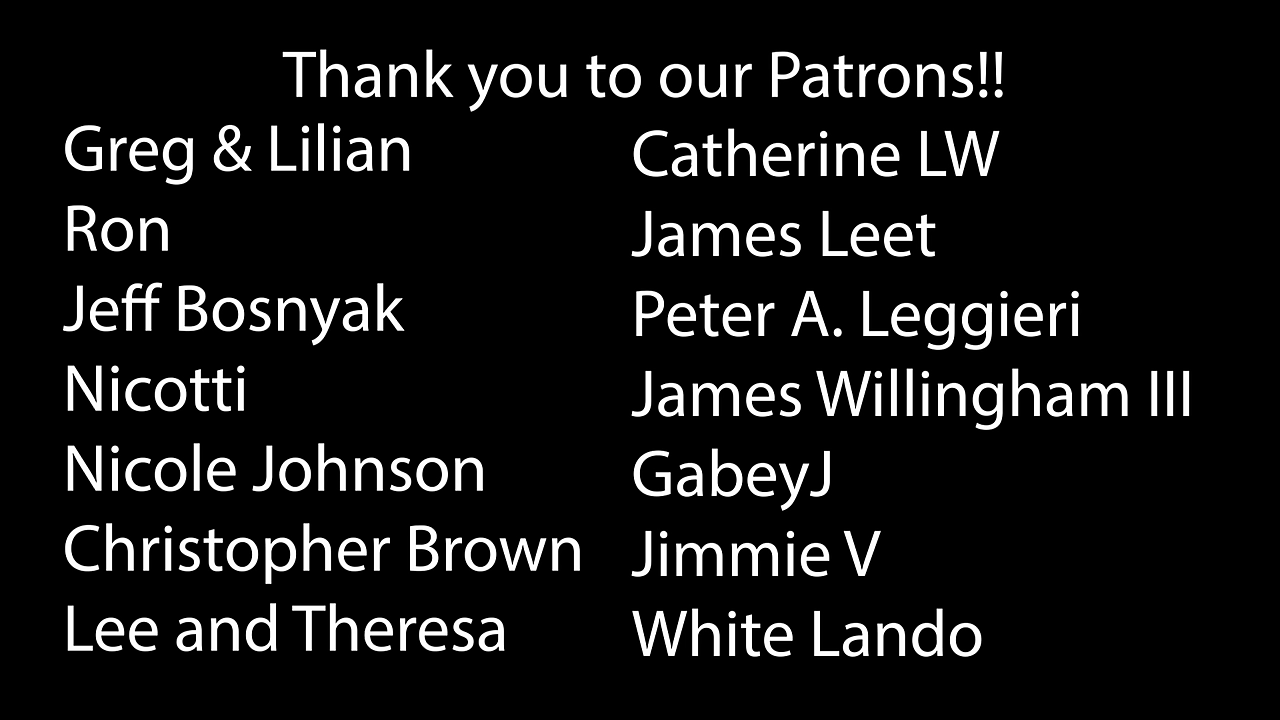 Thank you to our Patrons!!
Greg & Lilian
Ron
Jeff Bosnyak
Nicotti
Nicole Johnson
Christopher Brown
Lee and Theresa
Catherine LW
James Leet
Peter A. Leggieri
James Willingham III
GabeyJ
Jimmie V
White Lando